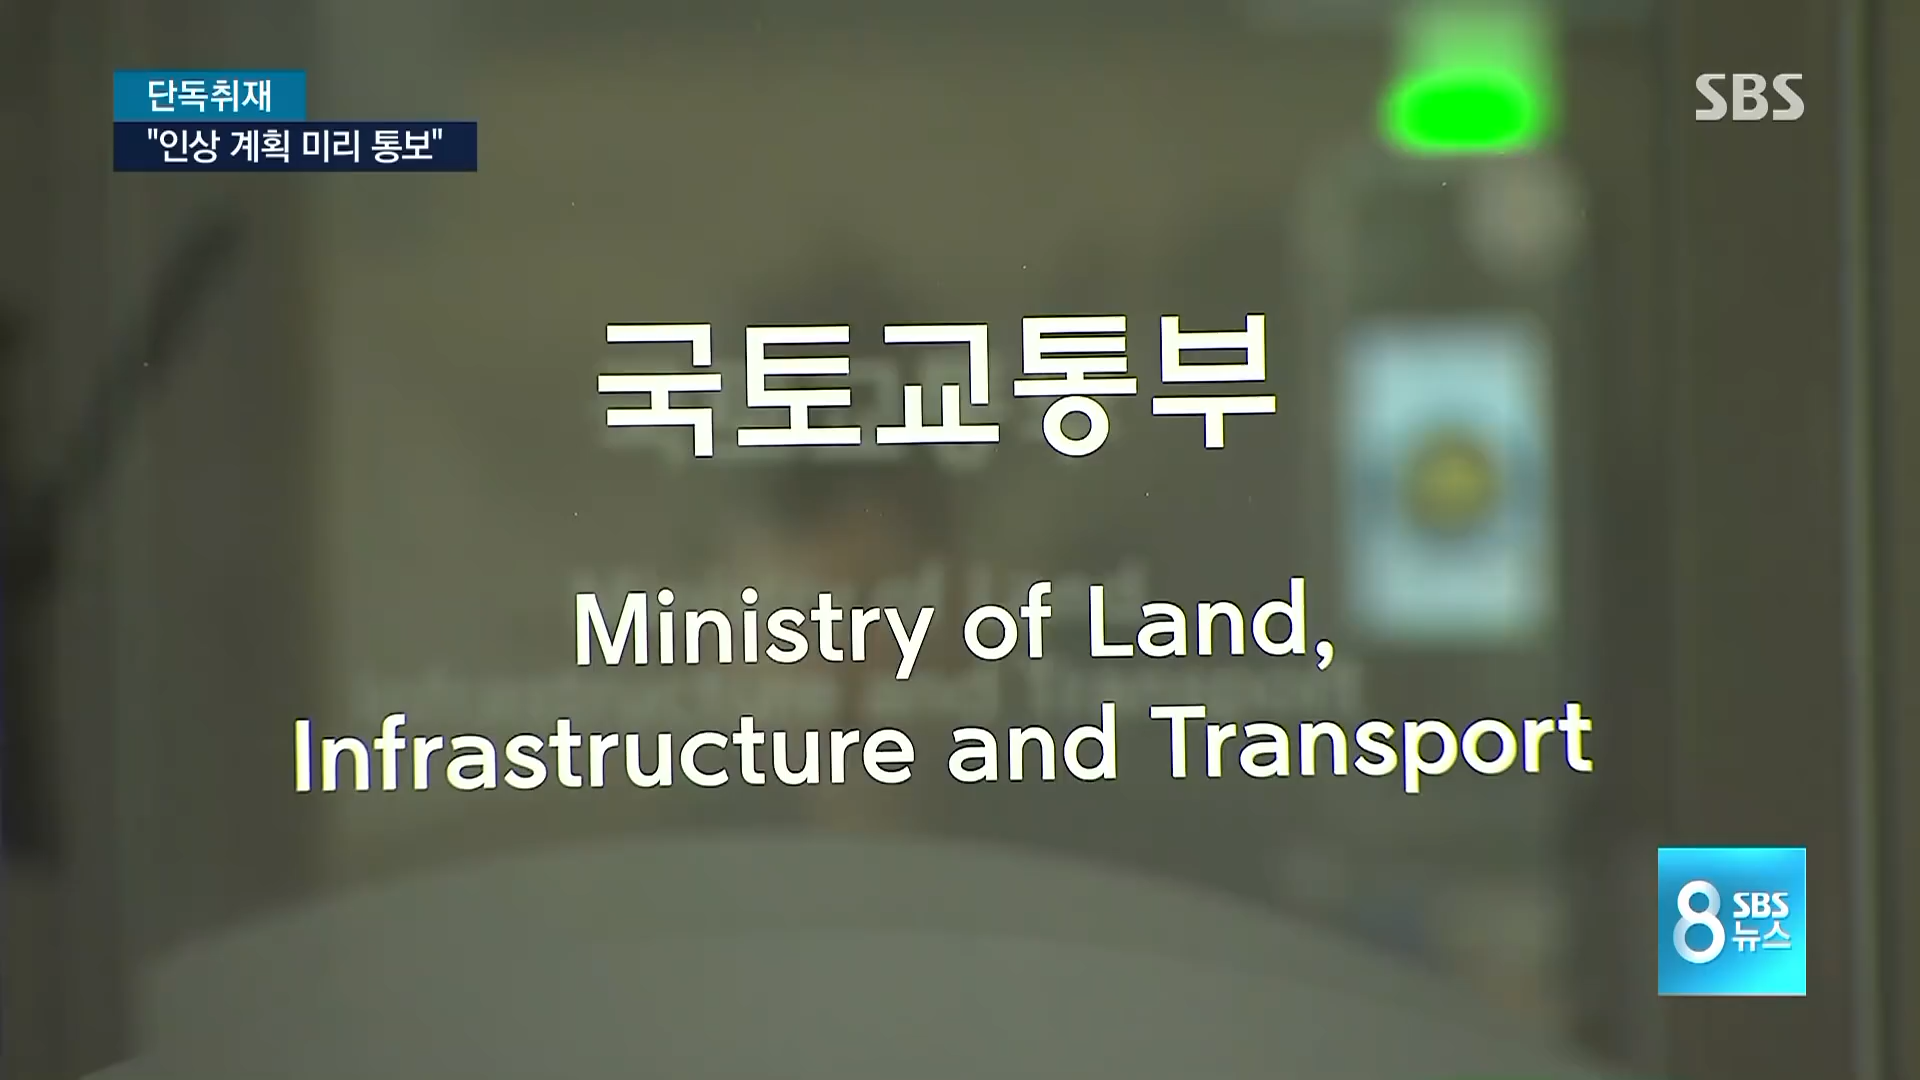 단독취재
"인상 계획 미리 통보"
SBS
국토교통부
Ministry of Land,
Infrastructure and Transport
8 SBS
뉴스